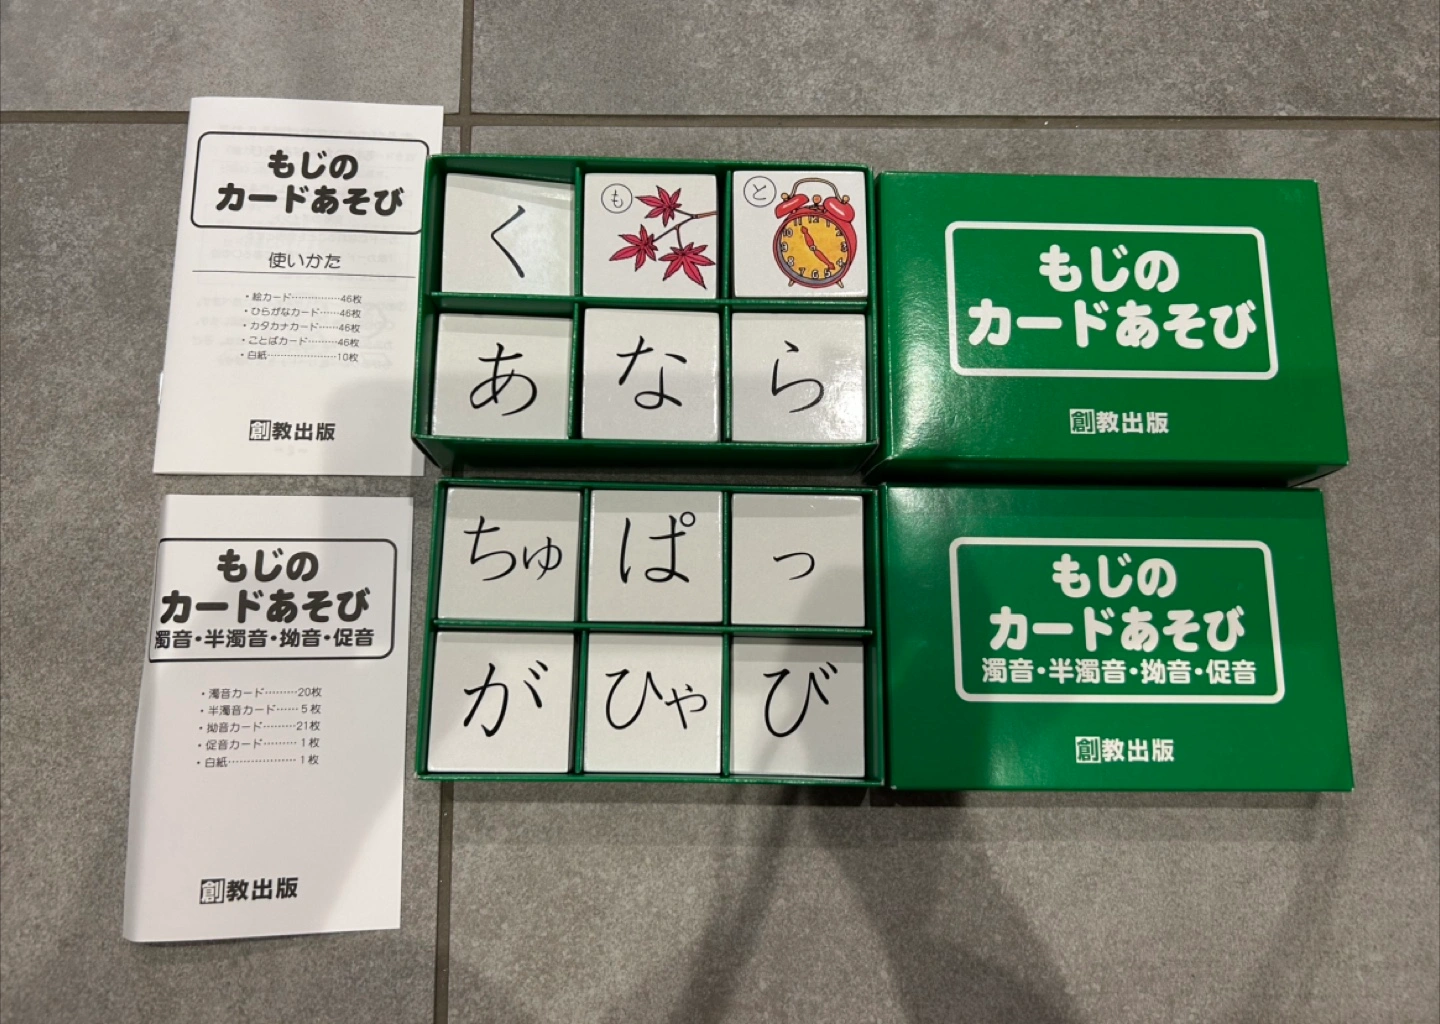 もじの
カードあそび
使いかた
・絵カード……………46枚
・ひらがなカード……46枚
・カタカナカード……46枚
・ことばカード………46枚
・白紙…………………10枚
創教出版
く
も
と
あ
な
ら
もじの
カードあそび
創教出版
もじの
カードあそび
濁音・半濁音・拗音・促音
・濁音カード………20枚
・半濁音カード……5枚
・拗音カード………21枚
・促音カード………1枚
・白紙………………1枚
創教出版
ちゅ
ぱ
っ
が
ひゃ
び
もじの
カードあそび
濁音・半濁音・拗音・促音
創教出版